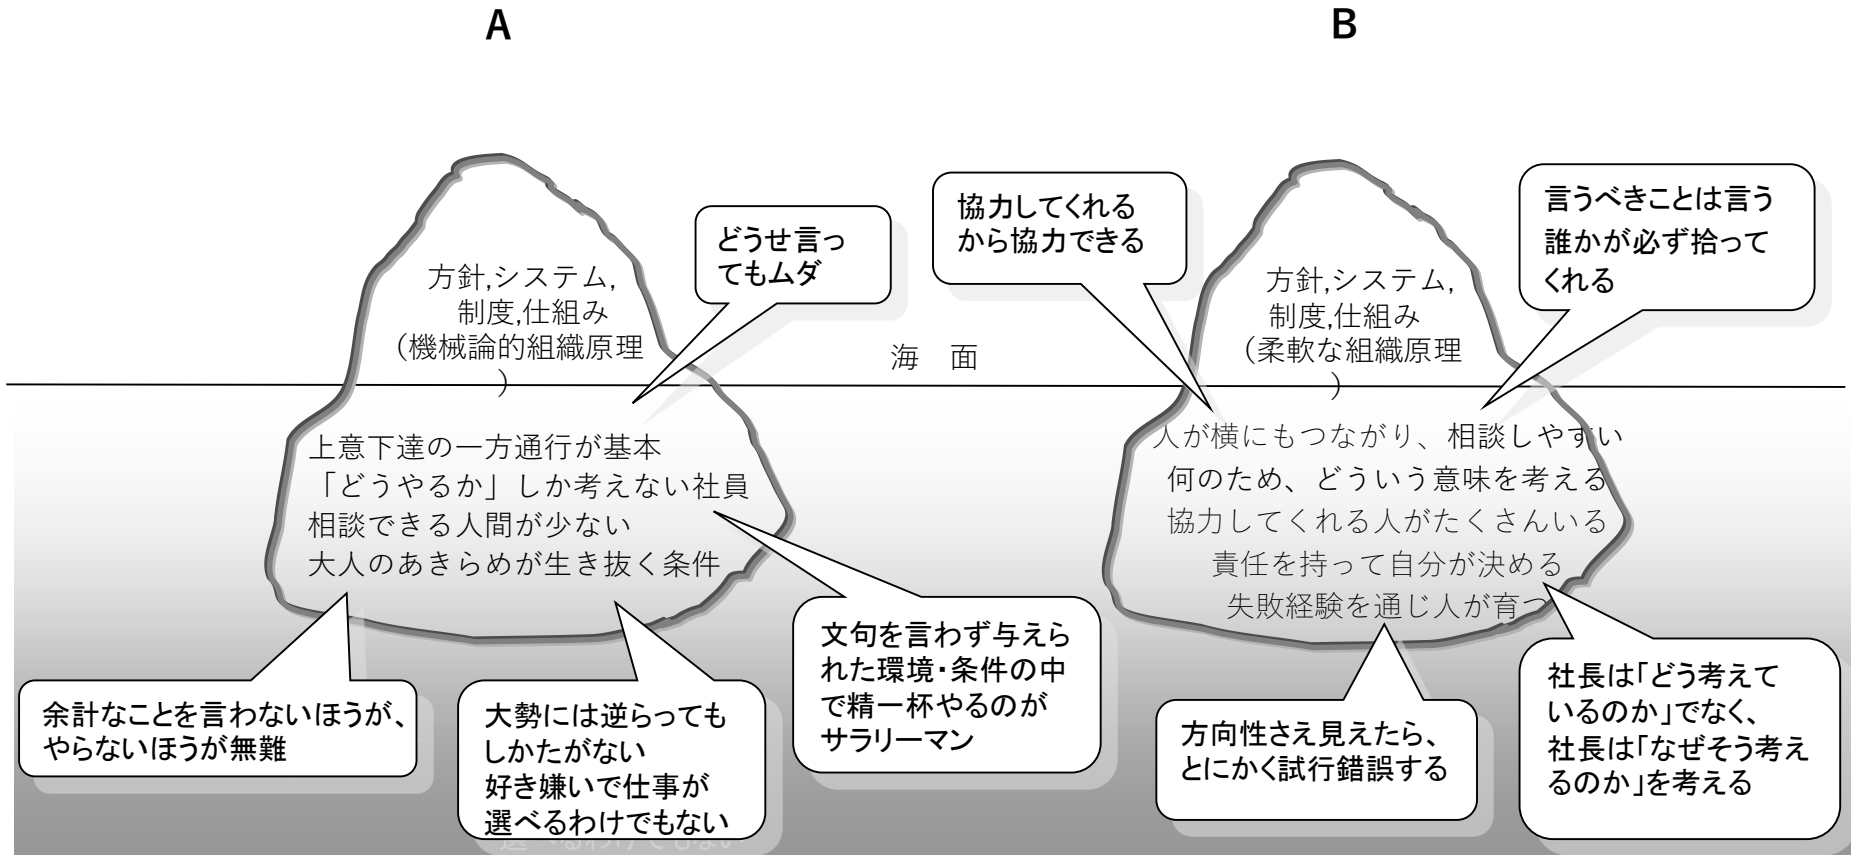 A
B
どうせ言っ
てもムダ
方針,システム,
制度,仕組み
(機械論的組織原理
)
上意下達の一方通行が基本
「どうやるか」しか考えない社員
相談できる人間が少ない
大人のあきらめが生き抜く条件
余計なことを言わないほうが、
やらないほうが無難
大勢には逆らっても
しかたがない
好き嫌いで仕事が
選べるわけでもない
文句を言わず与えら
れた環境・条件の中
で精一杯やるのが
サラリーマン
海　面
協力してくれる
から協力できる
言うべきことは言う
誰かが必ず拾って
くれる
方針,システム,
制度,仕組み
(柔軟な組織原理
)
人が横にもつながり、相談しやすい
何のため、どういう意味を考える
協力してくれる人がたくさんいる
責任を持って自分が決める
失敗経験を通じ人が育つ
方向性さえ見えたら、
とにかく試行錯誤する
社長は「どう考えて
いるのか」でなく、
社長は「なぜそう考え
るのか」を考える